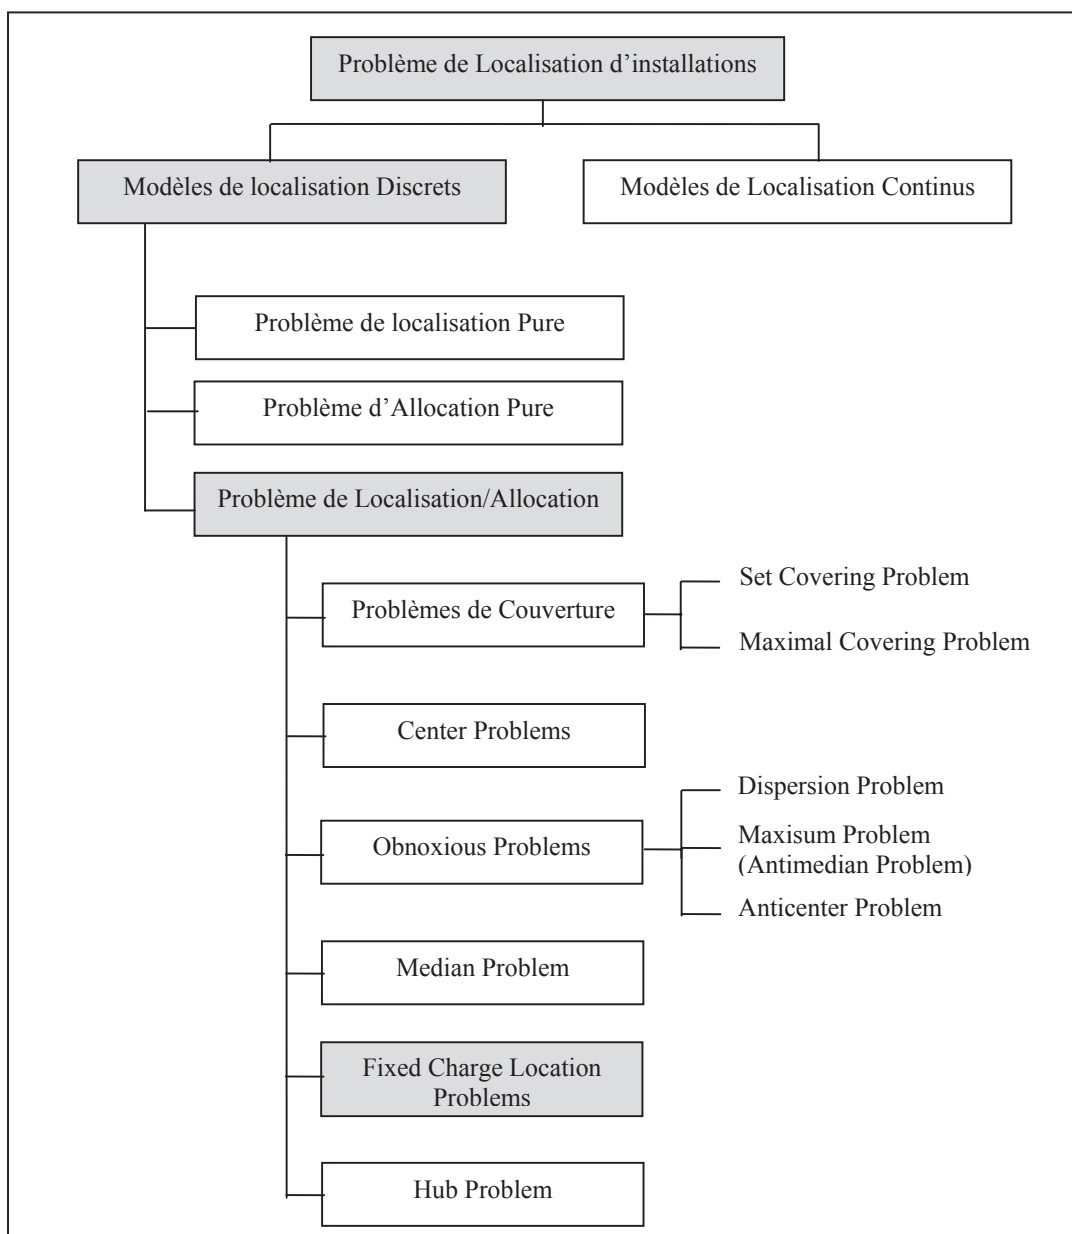 Problème de Localisation d’installations
Modèles de localisation Discrets
Modèles de Localisation Continus
Problème de localisation Pure
Problème d’Allocation Pure
Problème de Localisation/Allocation
Problèmes de Couverture
Set Covering Problem
Maximal Covering Problem
Center Problems
Obnoxious Problems
Dispersion Problem
Maxisum Problem
(Antimedian Problem)
Anticenter Problem
Median Problem
Fixed Charge Location
Problems
Hub Problem